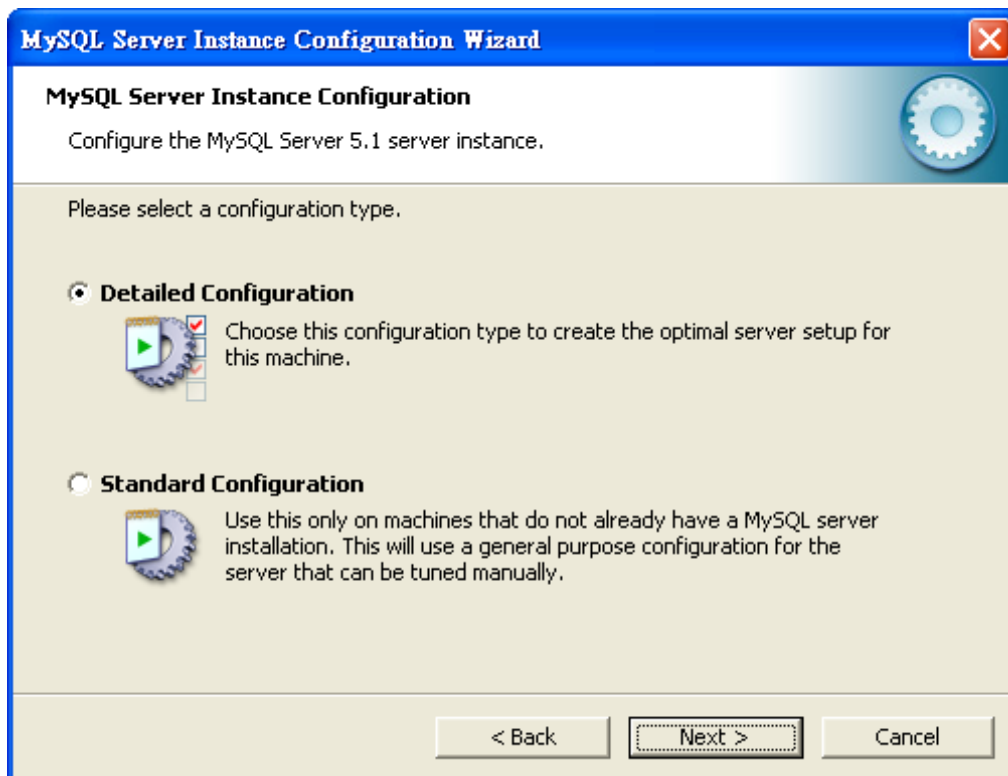 MySQL Server Instance Configuration Wizard
MySQL Server Instance Configuration
Configure the MySQL Server 5.1 server instance.
Please select a configuration type.
Detailed Configuration
Choose this configuration type to create the optimal server setup for
this machine.
Standard Configuration
Use this only on machines that do not already have a MySQL server
installation. This will use a general purpose configuration for the
server that can be tuned manually.
< Back
Next >
Cancel